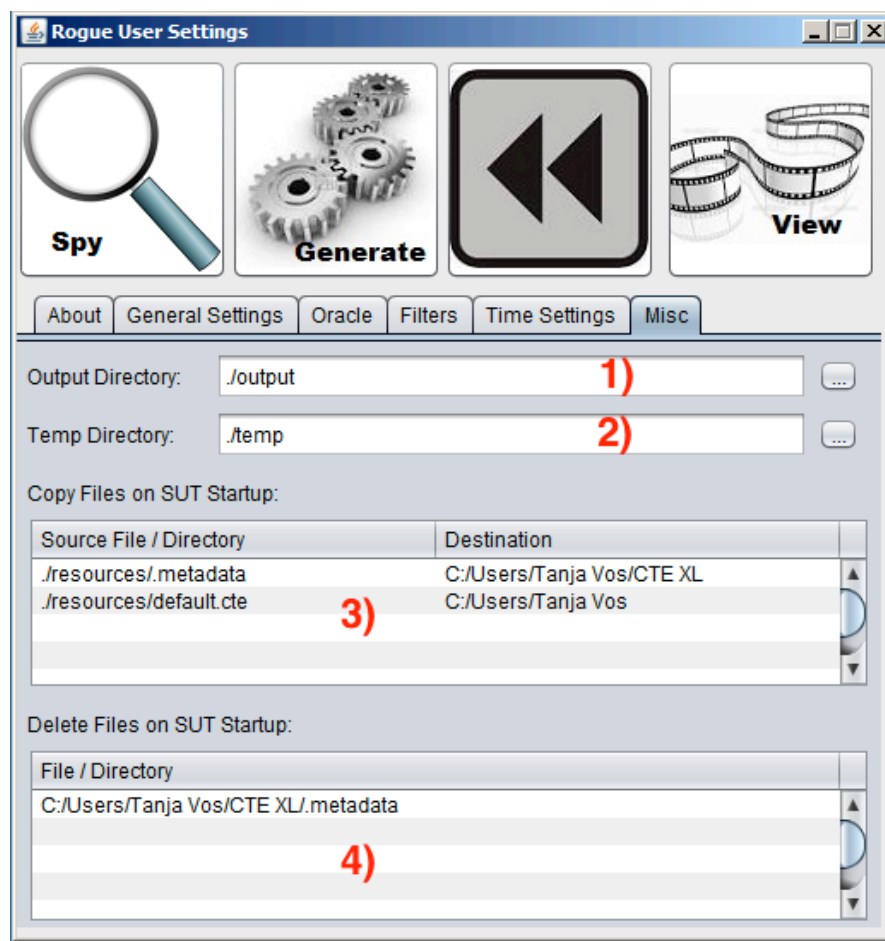 Rogue User Settings
Spy
Generate
View
About General Settings Oracle Filters Time Settings Misc
Output Directory: ./output 1) ...
Temp Directory: ./temp 2) ...
Copy Files on SUT Startup:
Source File / Directory Destination
./resources/.metadata C:/Users/Tanja Vos/CTE XL
./resources/default.cte C:/Users/Tanja Vos
3)
Delete Files on SUT Startup:
File / Directory
C:/Users/Tanja Vos/CTE XL/.metadata
4)